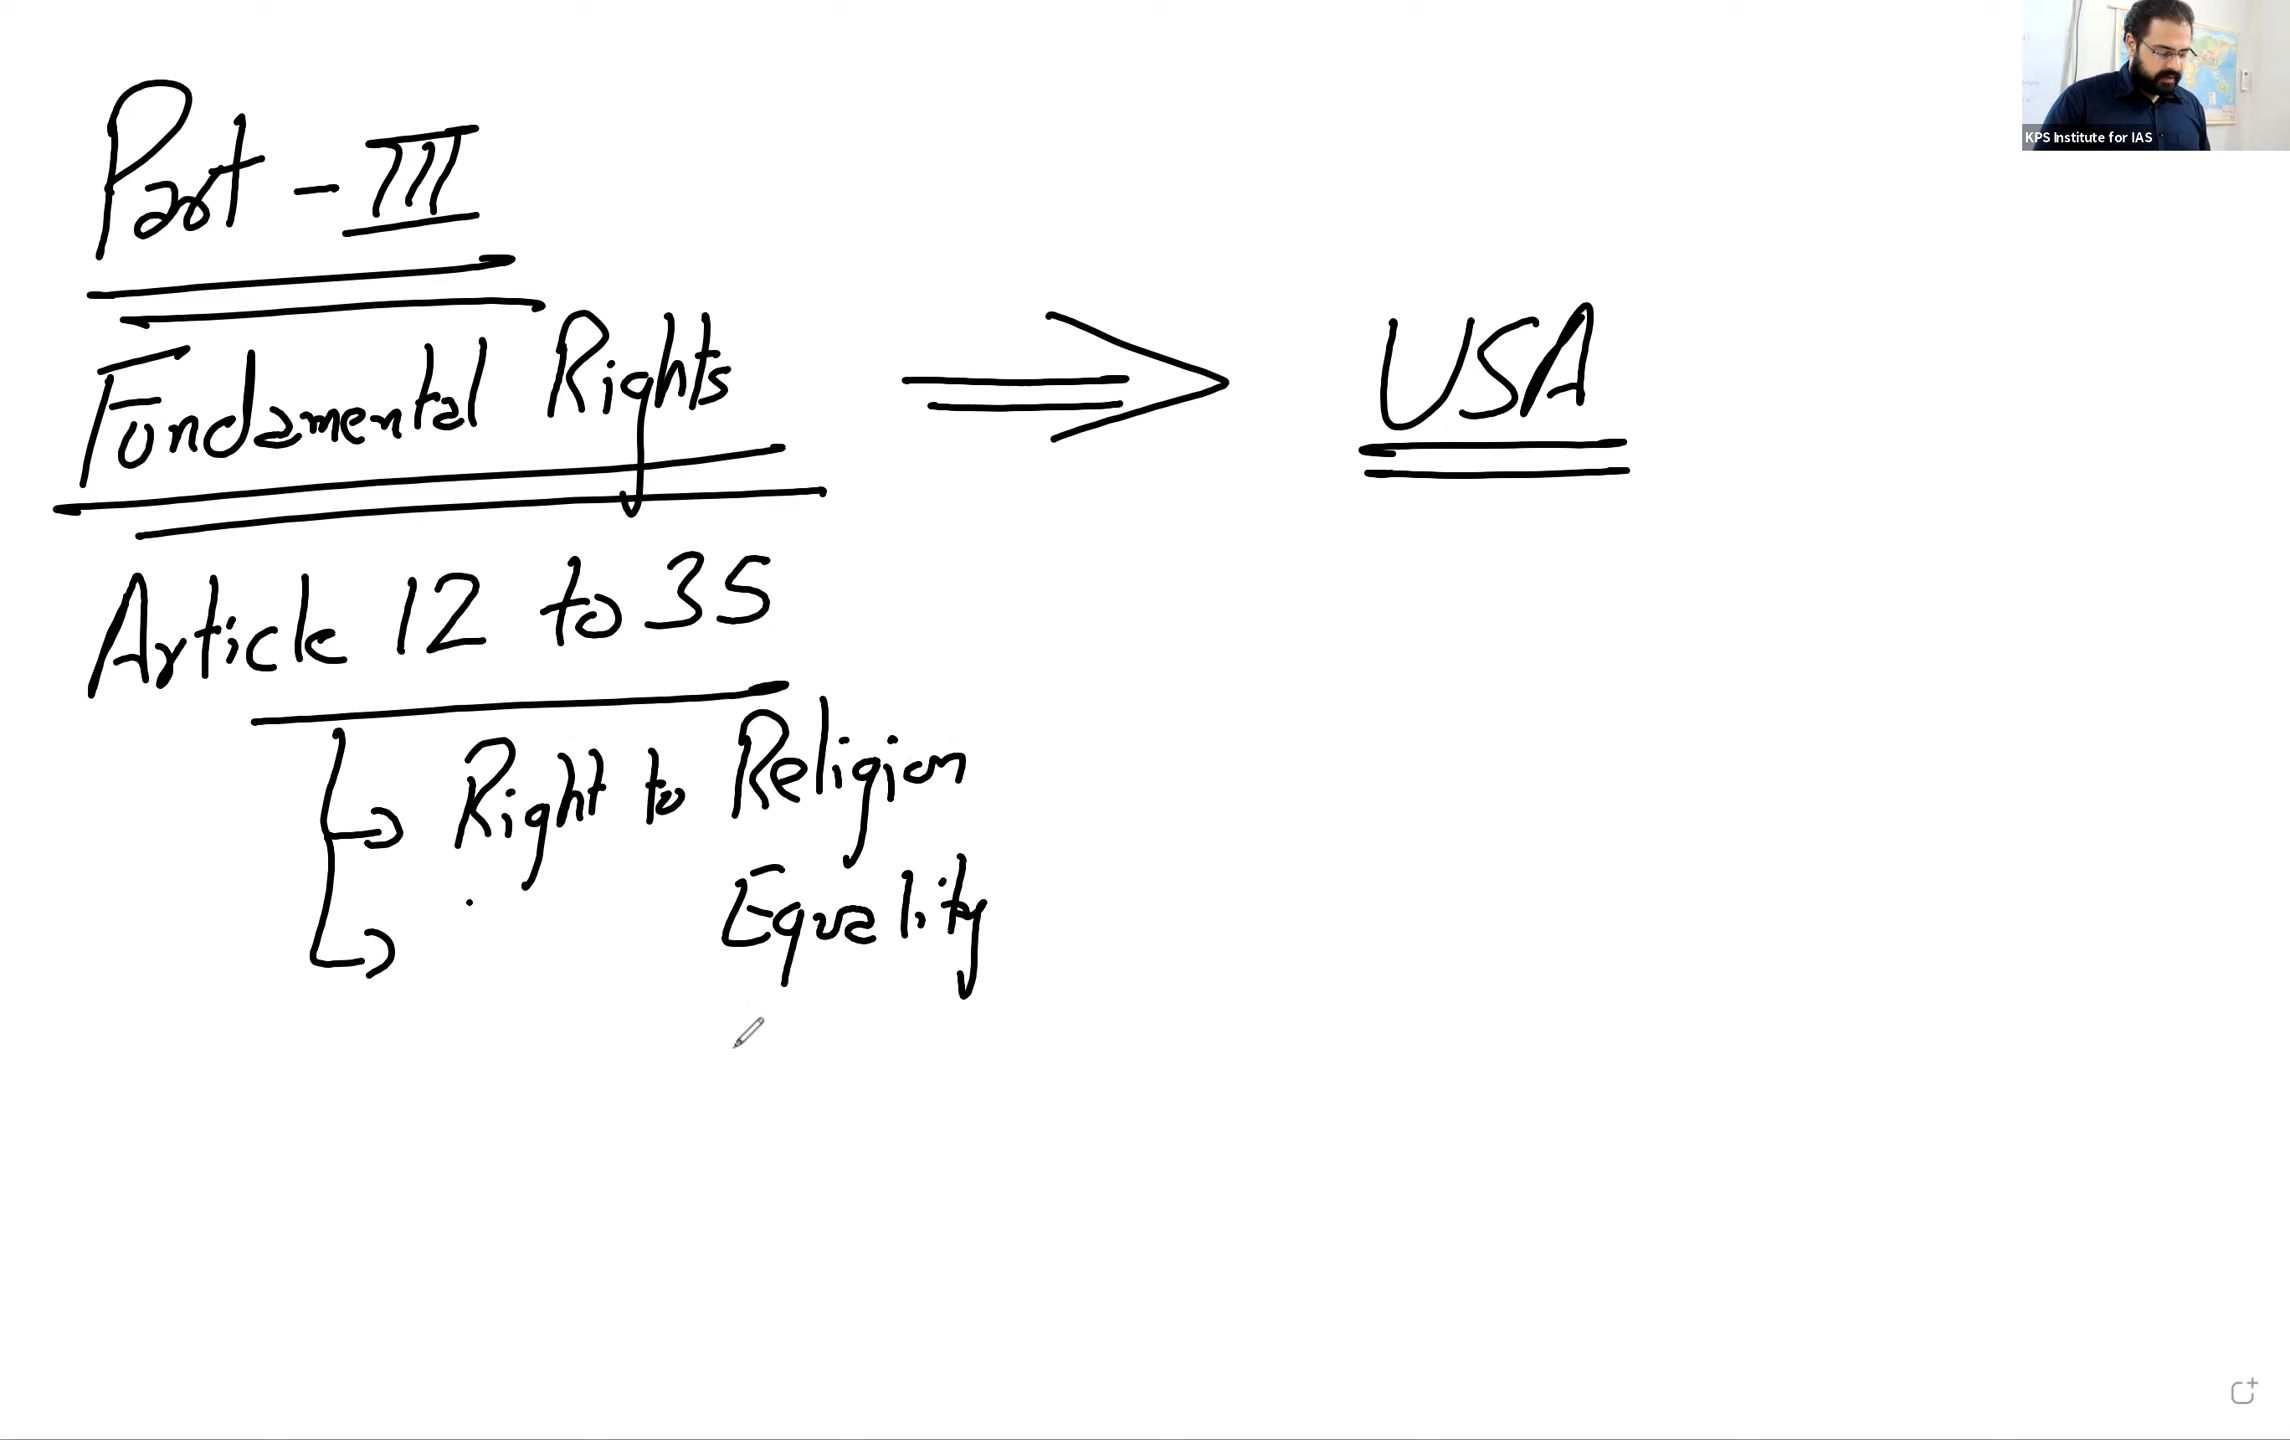 Part - III
Fundamental Rights ⇒ USA
Article 12 to 35
Right to Religion
Equality
KPS Institute for IAS